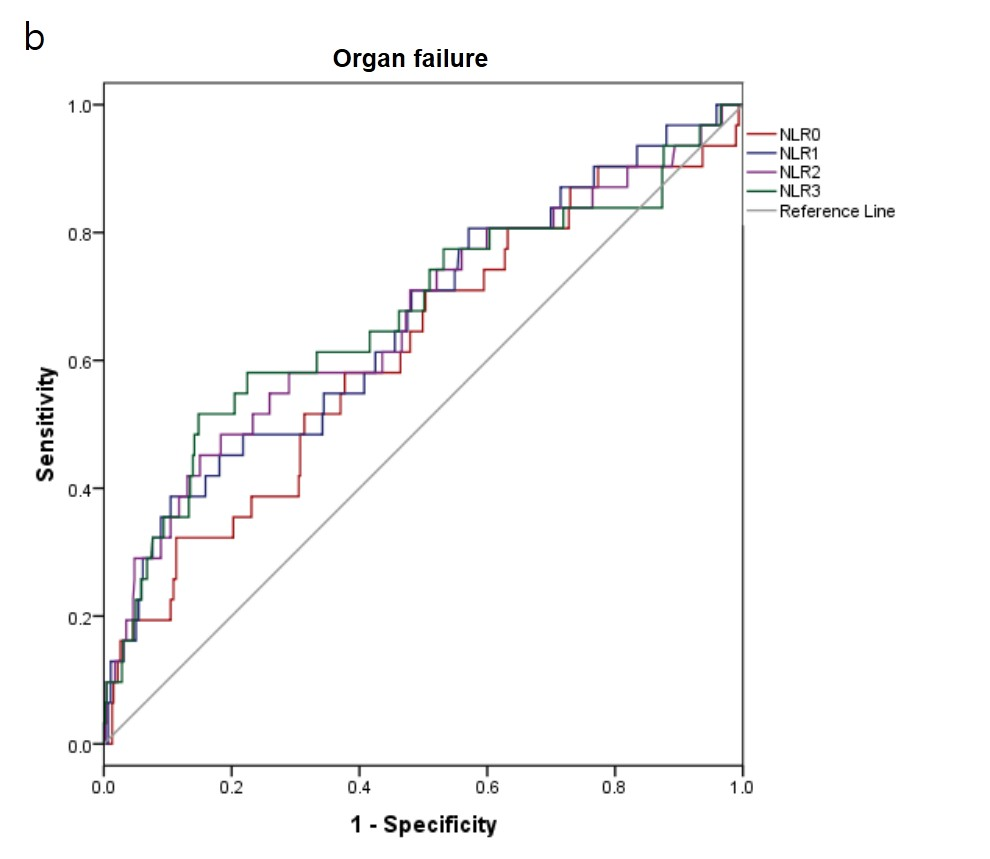 b
Organ failure
1.0
0.8
0.6
0.4
0.2
0.0
Sensitivity
0.0 0.2 0.4 0.6 0.8 1.0
1 - Specificity
NLR0
NLR1
NLR2
NLR3
Reference Line